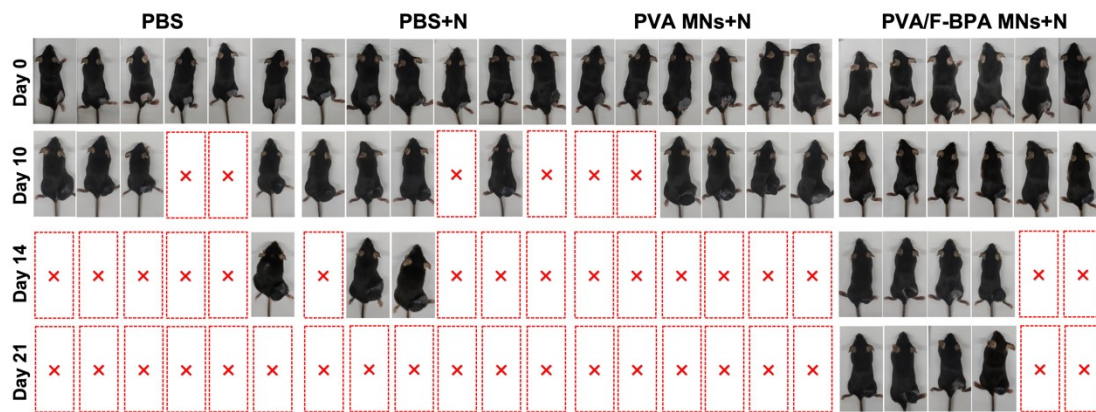 PBS PBS+N PVA MNs+N PVA/F-BPA MNs+N
Day 0
Day 10
Day 14
Day 21